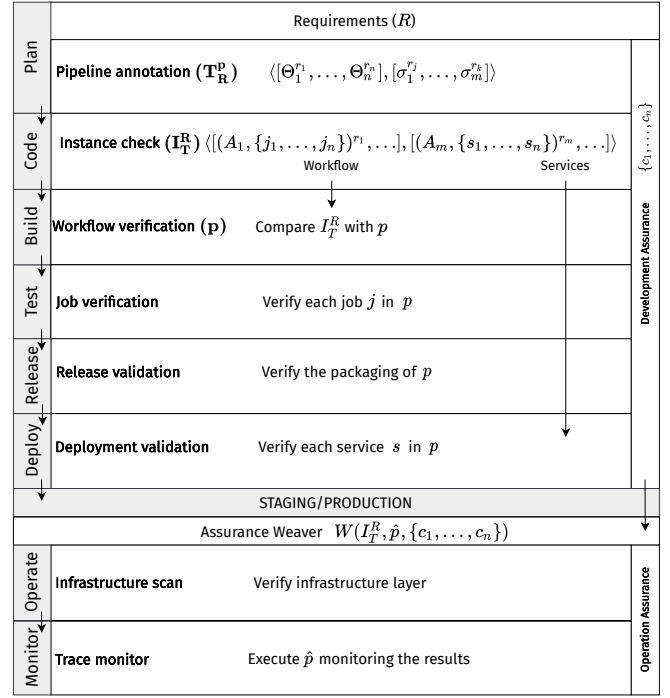 Requirements (R)
Plan
Pipeline annotation (T_R^p) ⟨[Θ_1^{r_1}, . . . , Θ_n^{r_n}], [σ_1^{r_j}, . . . , σ_m^{r_k}]⟩
Code
Instance check (I_T^R) ⟨[(A_1, {j_1, . . . , j_n})^{r_1}, . . .], [(A_m, {s_1, . . . , s_n})^{r_m}, . . .]⟩
Workflow
Services
{c_1, . . . , c_n}
Build
Workflow verification (p) Compare I_T^R with p
Development Assurance
Test
Job verification Verify each job j in p
Release
Release validation Verify the packaging of p
Deploy
Deployment validation Verify each service s in p
STAGING/PRODUCTION
Assurance Weaver W(I_T^R, p̂, {c_1, . . . , c_n})
Operate
Infrastructure scan Verify infrastructure layer
Operation Assurance
Monitor
Trace monitor Execute p̂ monitoring the results